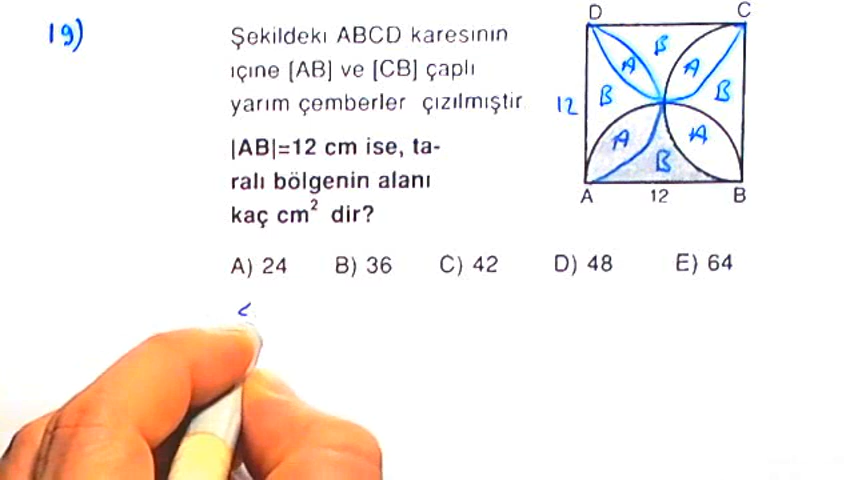 19)
Şekildeki ABCD karesinin
içine [AB] ve [CB] çaplı
yarım çemberler çizilmiştir.
|AB|=12 cm ise, ta-
ralı bölgenin alanı
kaç cm² dir?
A) 24 B) 36 C) 42 D) 48 E) 64
D C
B
A A
B B
12
A A
B
A 12 B